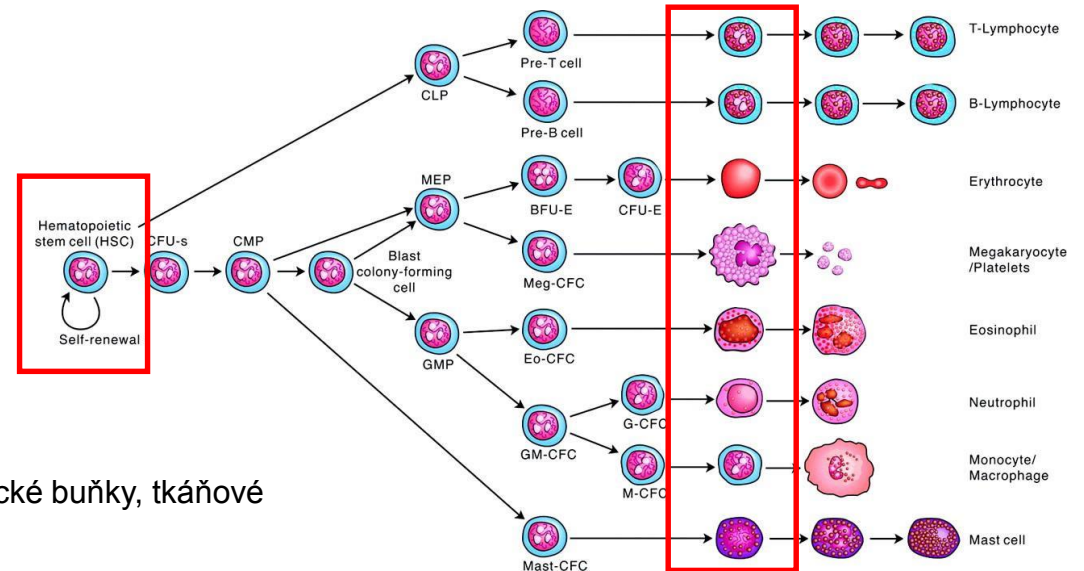 T-Lymphocyte
Pre-T cell
CLP
B-Lymphocyte
Pre-B cell
MEP
BFU-E
CFU-E
Erythrocyte
Hematopoietic
stem cell (HSC)
CFU-s
CMP
Blast
colony-forming
cell
Meg-CFC
Megakaryocyte
/Platelets
Self-renewal
GMP
Eo-CFC
Eosinophil
G-CFC
Neutrophil
GM-CFC
M-CFC
Monocyte/
Macrophage
cké buňky, tkáňové
Mast-CFC
Mast cell